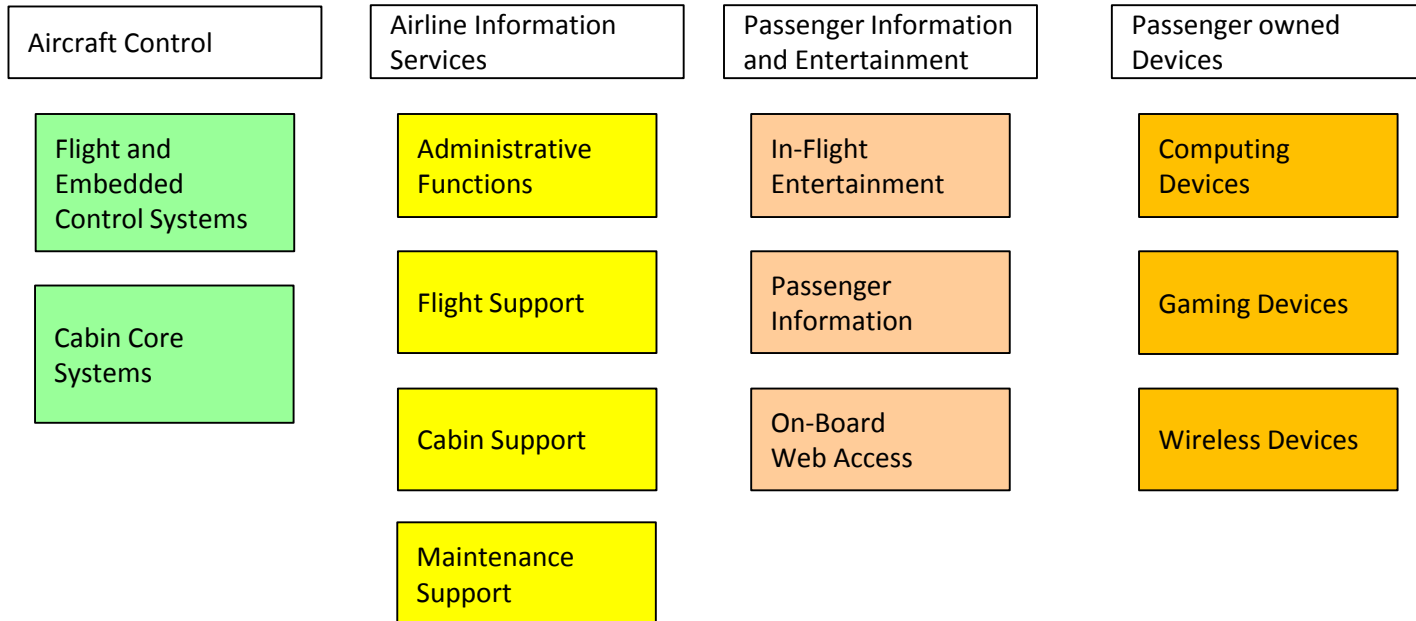 Aircraft Control
Airline Information
Services
Passenger Information
and Entertainment
Passenger owned
Devices
Flight and
Embedded
Control Systems
Cabin Core
Systems
Administrative
Functions
Flight Support
Cabin Support
Maintenance
Support
In-Flight
Entertainment
Passenger
Information
On-Board
Web Access
Computing
Devices
Gaming Devices
Wireless Devices